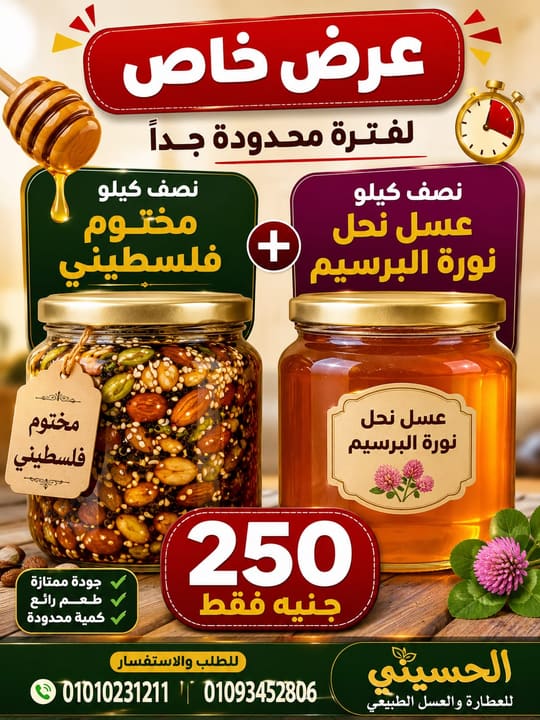 عرض خاص
لفترة محدودة جداً
نصف كيلو
مختوم
فلسطيني
+
نصف كيلو
عسل نحل
نورة البرسيم
مختوم
فلسطيني
عسل نحل
نورة البرسيم
250
جنيه فقط
جودة ممتازة
طعم رائع
كمية محدودة
للطلب والاستفسار
01010231211
01093452806
الحسيني
للعطارة والعسل الطبيعي